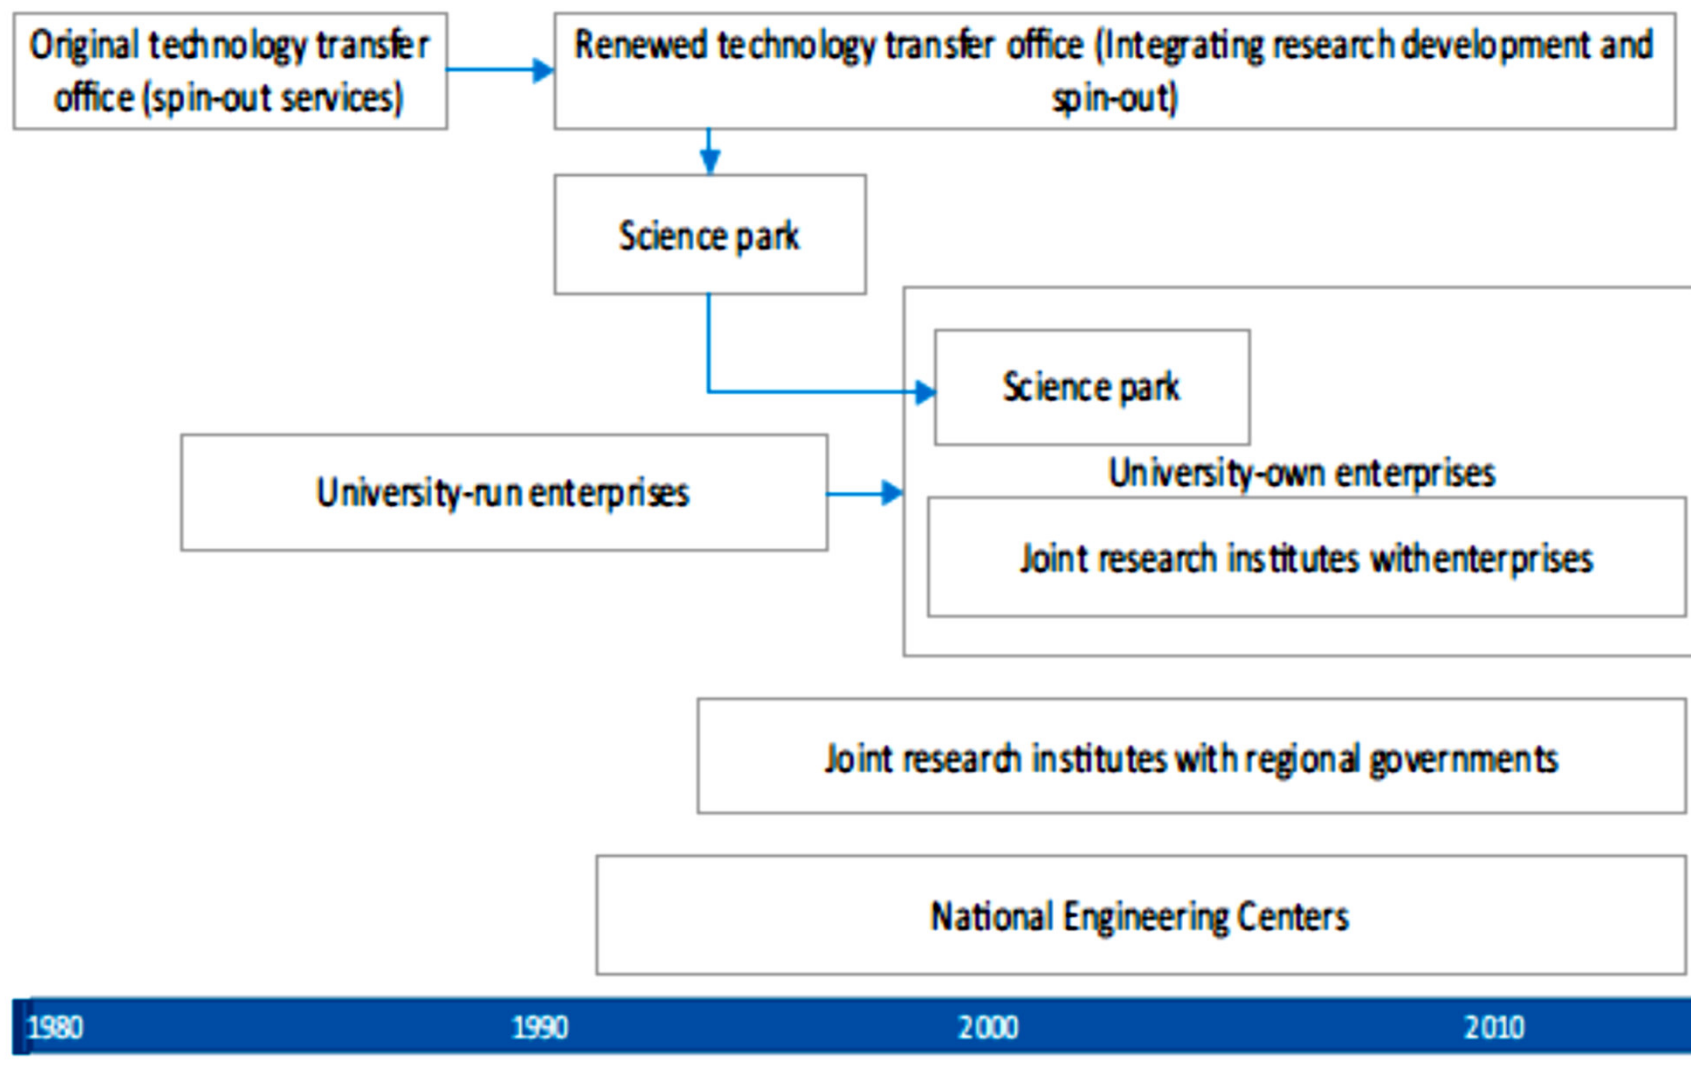 Original technology transfer
office (spin-out services)
Renewed technology transfer office (Integrating research development and
spin-out)
Science park
Science park
University-own enterprises
University-run enterprises
Joint research institutes withenterprises
Joint research institutes with regional governments
National Engineering Centers
1980 1990 2000 2010